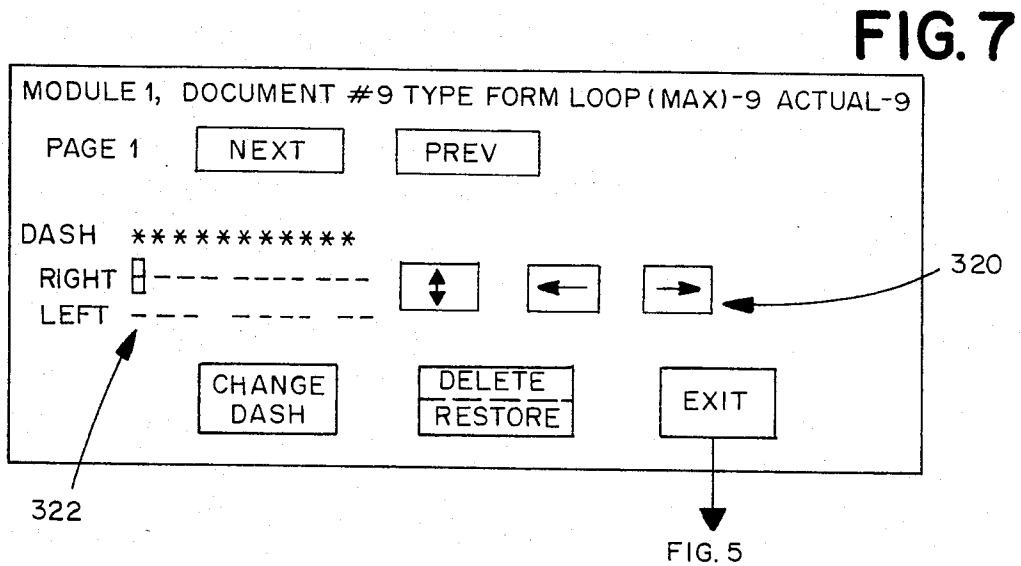 FIG. 7
MODULE 1, DOCUMENT #9 TYPE FORM LOOP (MAX)-9 ACTUAL-9
PAGE 1 NEXT PREV
DASH ***********
RIGHT ---- ---- ---
320
LEFT ---- ---- --
CHANGE
DASH
DELETE
RESTORE
EXIT
322
FIG. 5